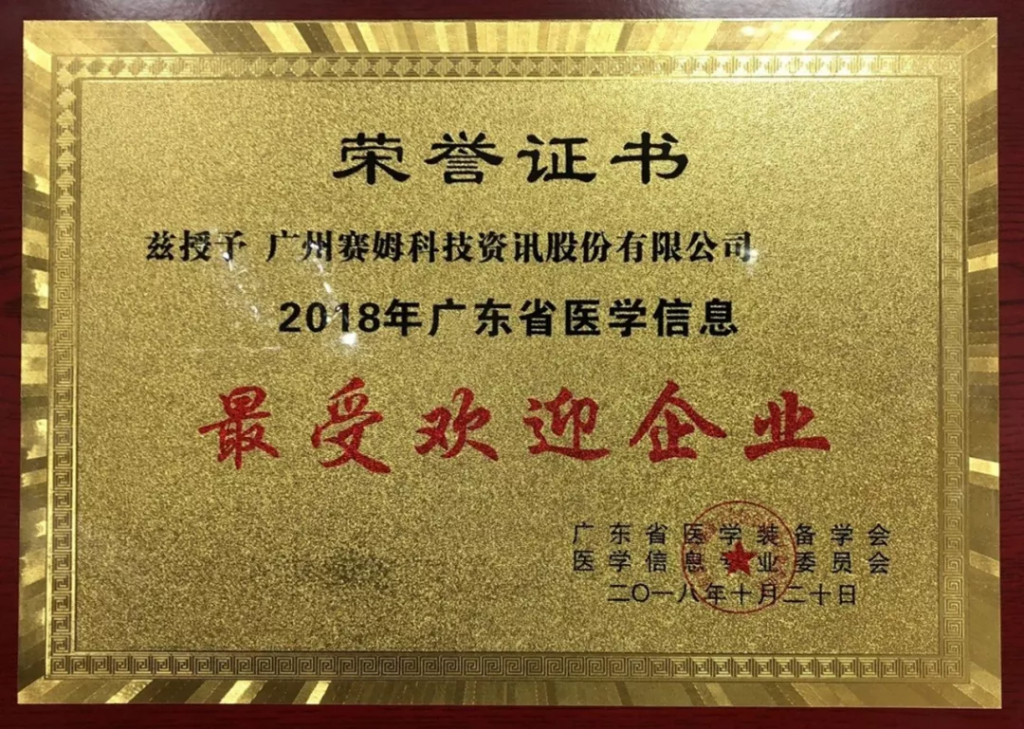 荣誉证书
兹授予 广州赛姆科技资讯股份有限公司
2018年广东省医学信息
最受欢迎企业
广东省医学装备学会
医学信息专业委员会
二〇一八年十月二十日